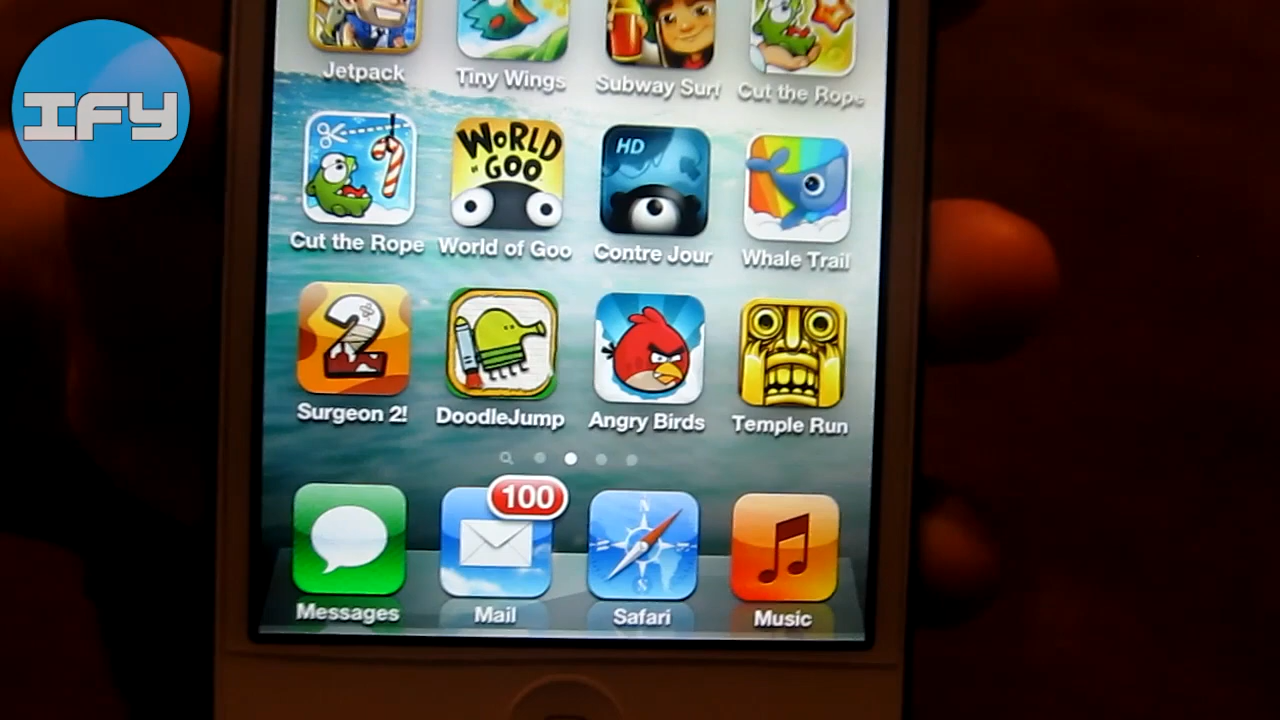 IFY
Jetpack Tiny Wings Subway Surf Cut the Rope
WORLD
OF
GOO
HD
Cut the Rope World of Goo Contre Jour Whale Trail
2
Surgeon 2! DoodleJump Angry Birds Temple Run
100
N
S
Messages Mail Safari Music